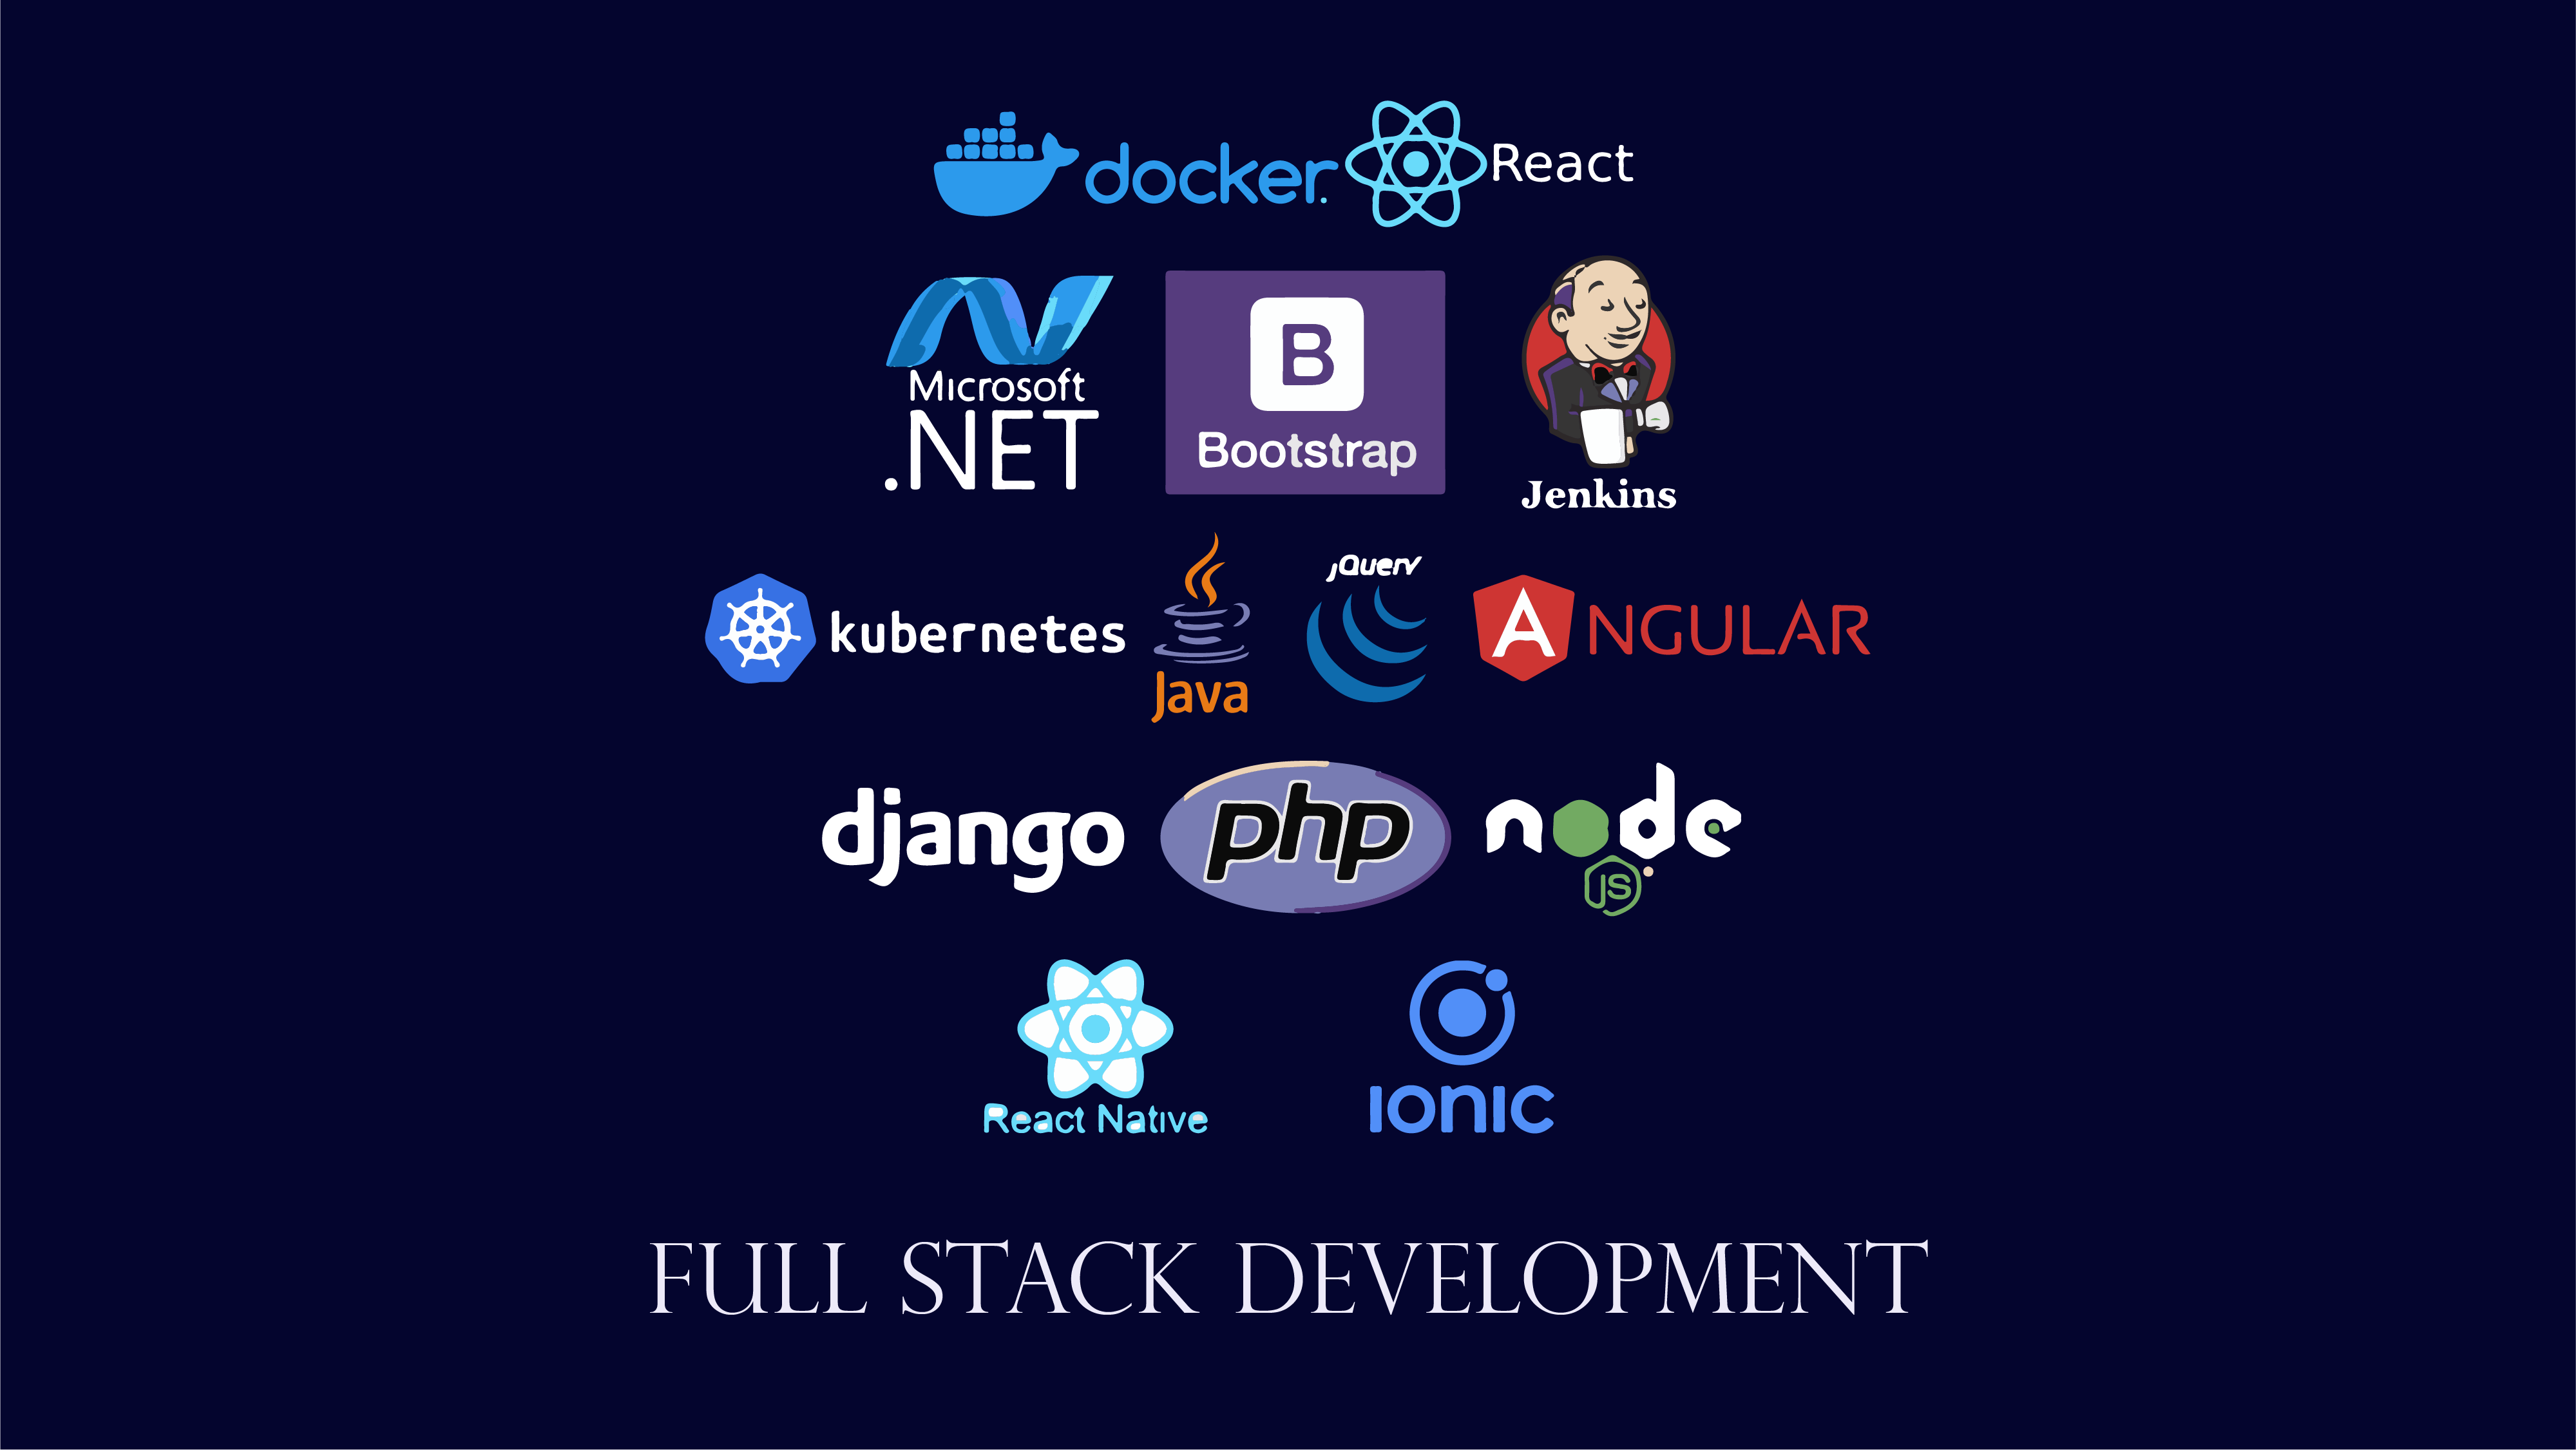 docker. React
Microsoft
.NET
B
Bootstrap
Jenkins
kubernetes
Java
jQuery
ANGULAR
django
php
node
JS
React Native
ionic
FULL STACK DEVELOPMENT